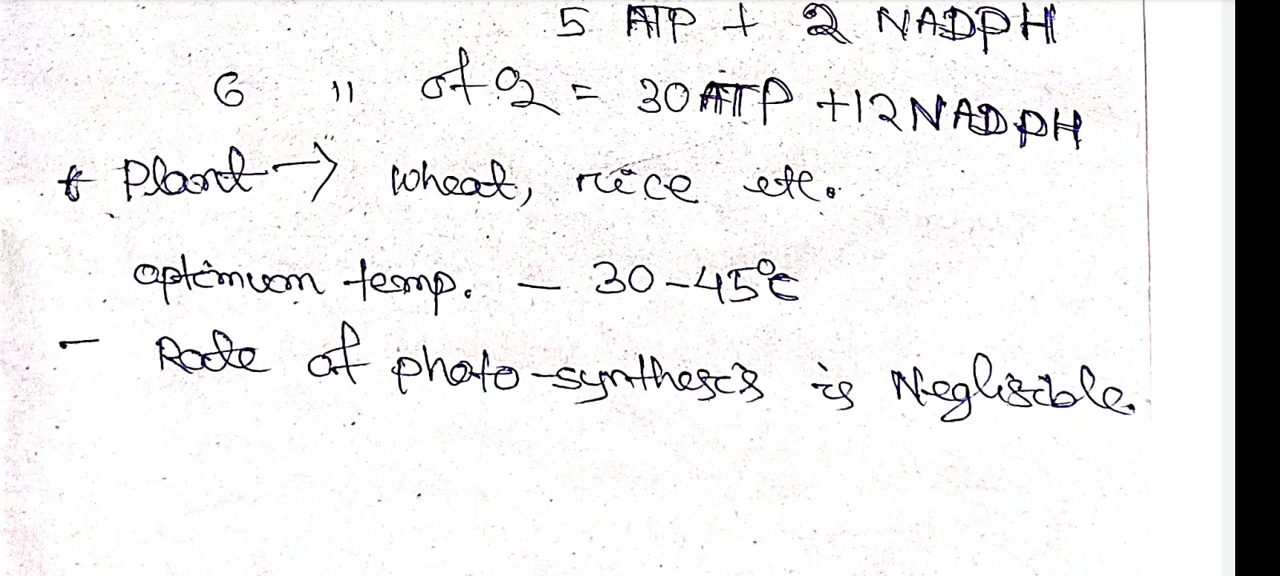 5 ATP + 2 NADPH
6 " of O2 = 30 ATP + 12 NADPH
* Plant → wheat, rice etc.
optimum temp. – 30-45°C
- Rate of photo-synthesis is Negligible.